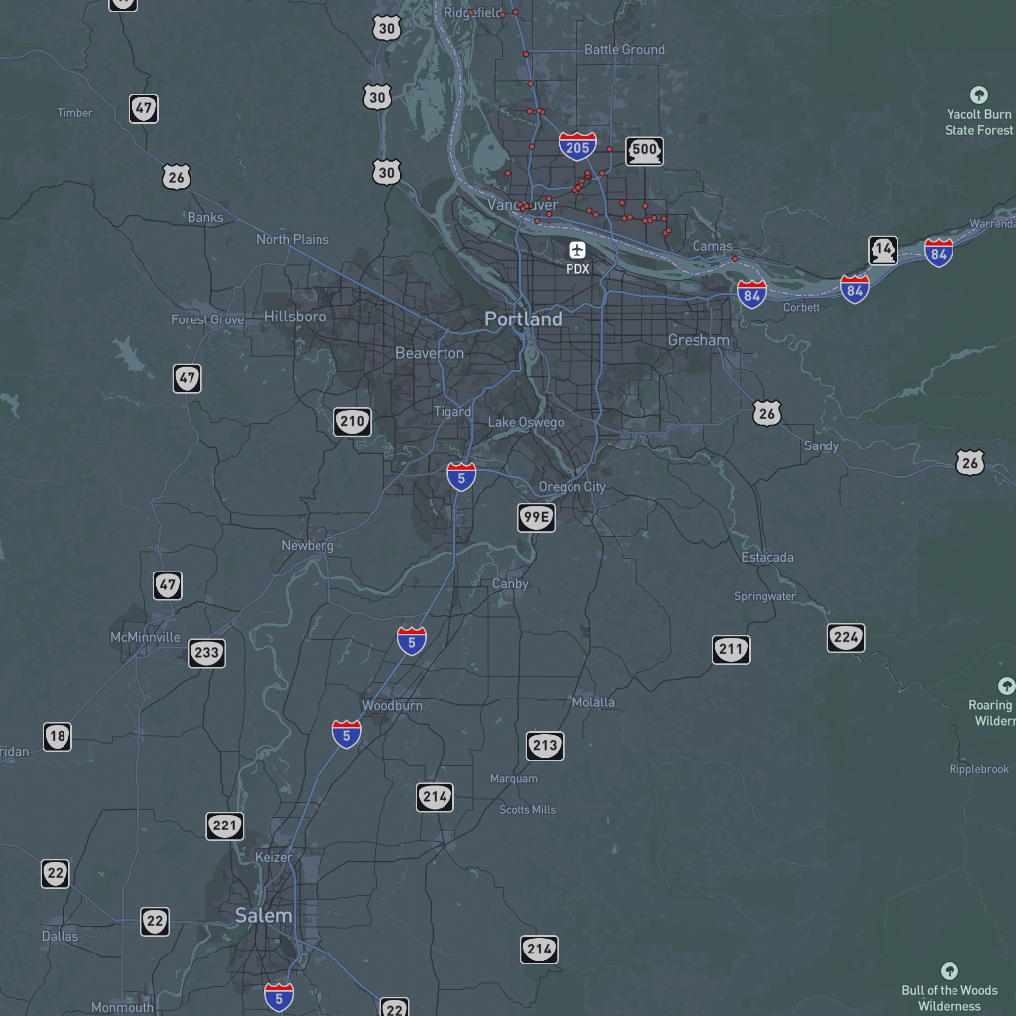 Ridgefield
30
Battle Ground
30
47
Timber
Yacolt Burn
State Forest
205
500
30
26
Vancouver
Banks
Warrenda
North Plains
Camas
14
84
PDX
84
84
Corbett
Forest Grove
Hillsboro
Portland
Gresham
Beaverton
47
Tigard
26
210
Lake Oswego
Sandy
26
5
Oregon City
99E
Newberg
Estacada
Canby
47
Springwater
McMinnville
5
224
233
211
Roaring
Wildern
Woodburn
Molalla
5
18
213
ridan
Ripplebrook
Marquam
214
Scotts Mills
221
Keizer
22
Salem
22
Dallas
214
Bull of the Woods
Wilderness
5
Monmouth
22